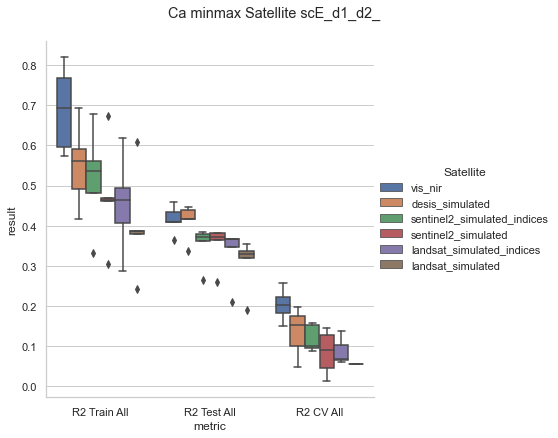 Ca minmax Satellite scE_d1_d2_
0.8
0.7
0.6
0.5
0.4
0.3
0.2
0.1
0.0
result
R2 Train All
R2 Test All
R2 CV All
metric
Satellite
vis_nir
desis_simulated
sentinel2_simulated_indices
sentinel2_simulated
landsat_simulated_indices
landsat_simulated